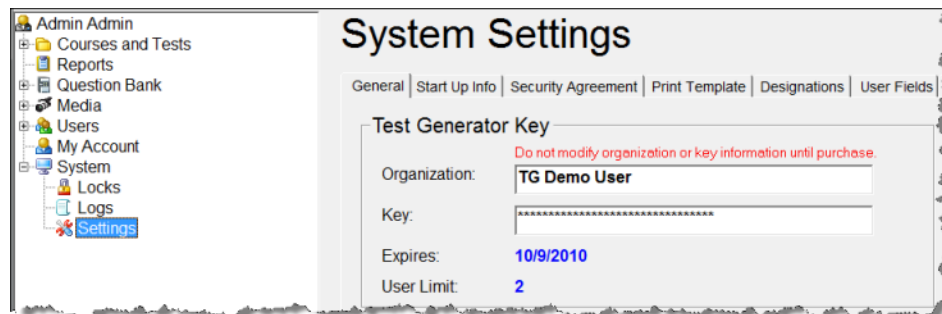 Admin Admin
Courses and Tests
Reports
Question Bank
Media
Users
My Account
System
Locks
Logs
Settings
System Settings
General Start Up Info Security Agreement Print Template Designations User Fields
Test Generator Key
Do not modify organization or key information until purchase.
Organization: TG Demo User
Key: ********************************
Expires: 10/9/2010
User Limit: 2